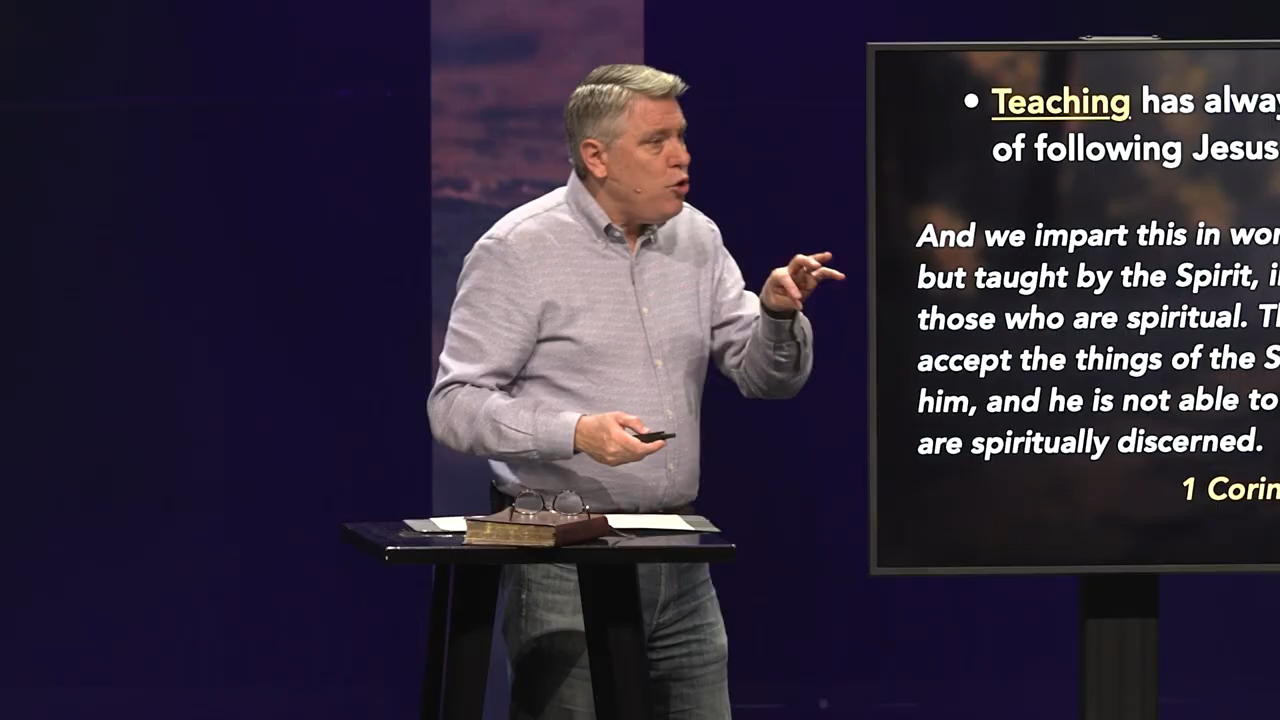 • Teaching has alway
of following Jesus
And we impart this in wor
but taught by the Spirit, i
those who are spiritual. Th
accept the things of the S
him, and he is not able to
are spiritually discerned.
1 Corin